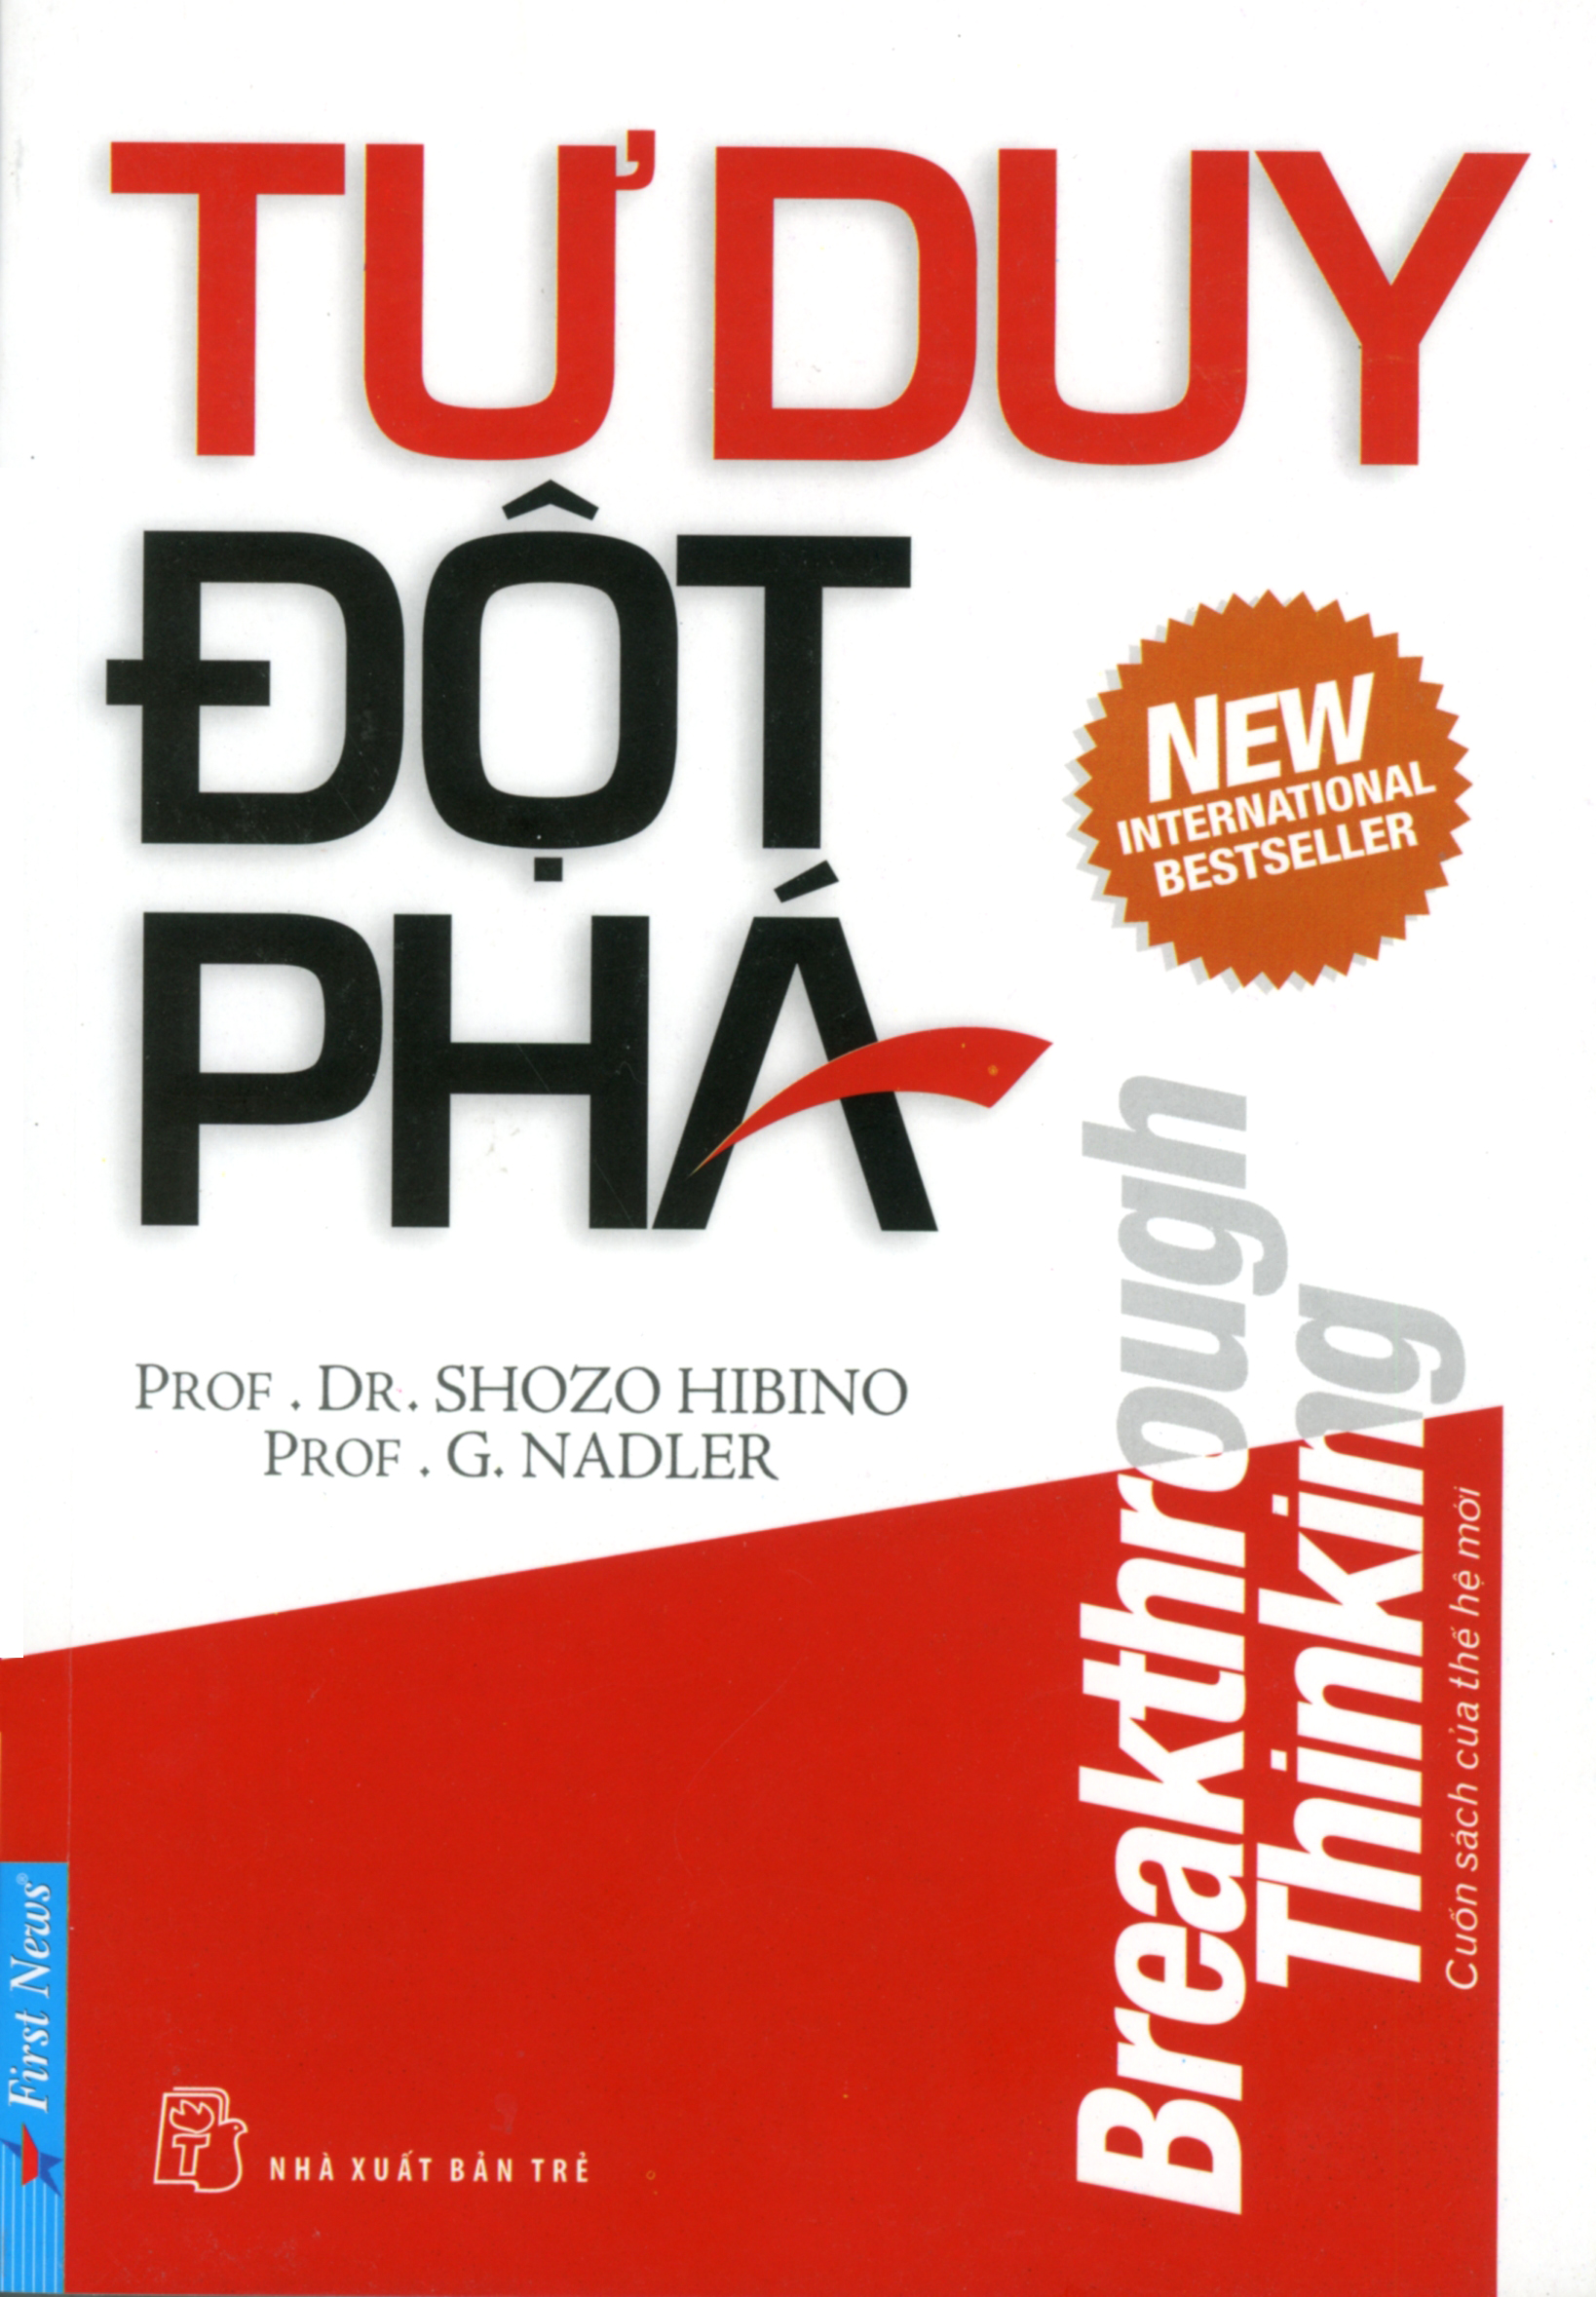 TƯ DUY
ĐỘT
PHÁ
NEW
INTERNATIONAL
BESTSELLER
PROF . DR. SHOZO HIBINO
PROF . G. NADLER
Breakthrough
Thinking
Cuốn sách của thế hệ mới
First News®
T
NHÀ XUẤT BẢN TRẺ